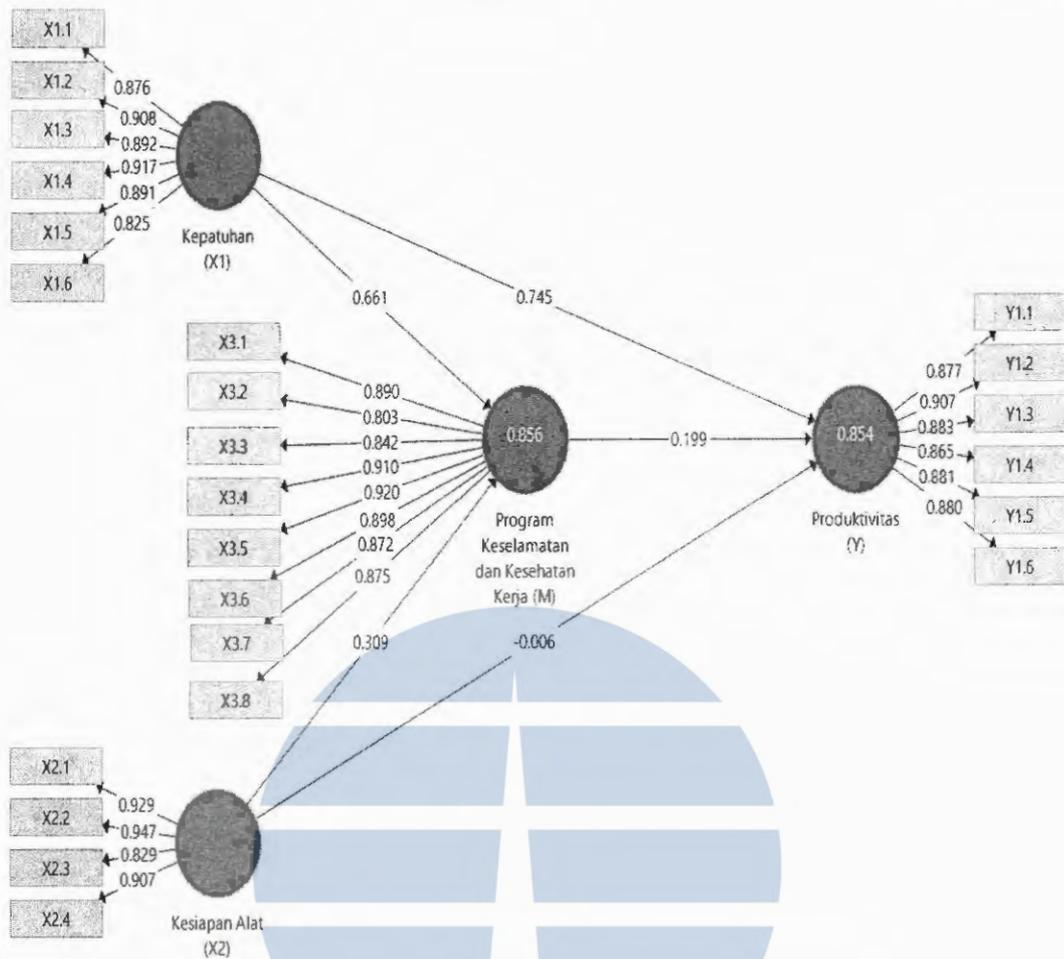 X1.1
X1.2
X1.3
X1.4
X1.5
X1.6
0.876
0.908
0.892
0.917
0.891
0.825
Kepatuhan
(X1)
0.661
0.745
X3.1
X3.2
X3.3
X3.4
X3.5
X3.6
X3.7
X3.8
0.890
0.803
0.842
0.910
0.920
0.898
0.872
0.875
0.856
Program
Keselamatan
dan Kesehatan
Kerja (M)
0.199
0.854
Produktivitas
(Y)
0.877
0.907
0.883
0.865
0.881
0.880
Y1.1
Y1.2
Y1.3
Y1.4
Y1.5
Y1.6
0.309
-0.006
X2.1
X2.2
X2.3
X2.4
0.929
0.947
0.829
0.907
Kesiapan Alat
(X2)